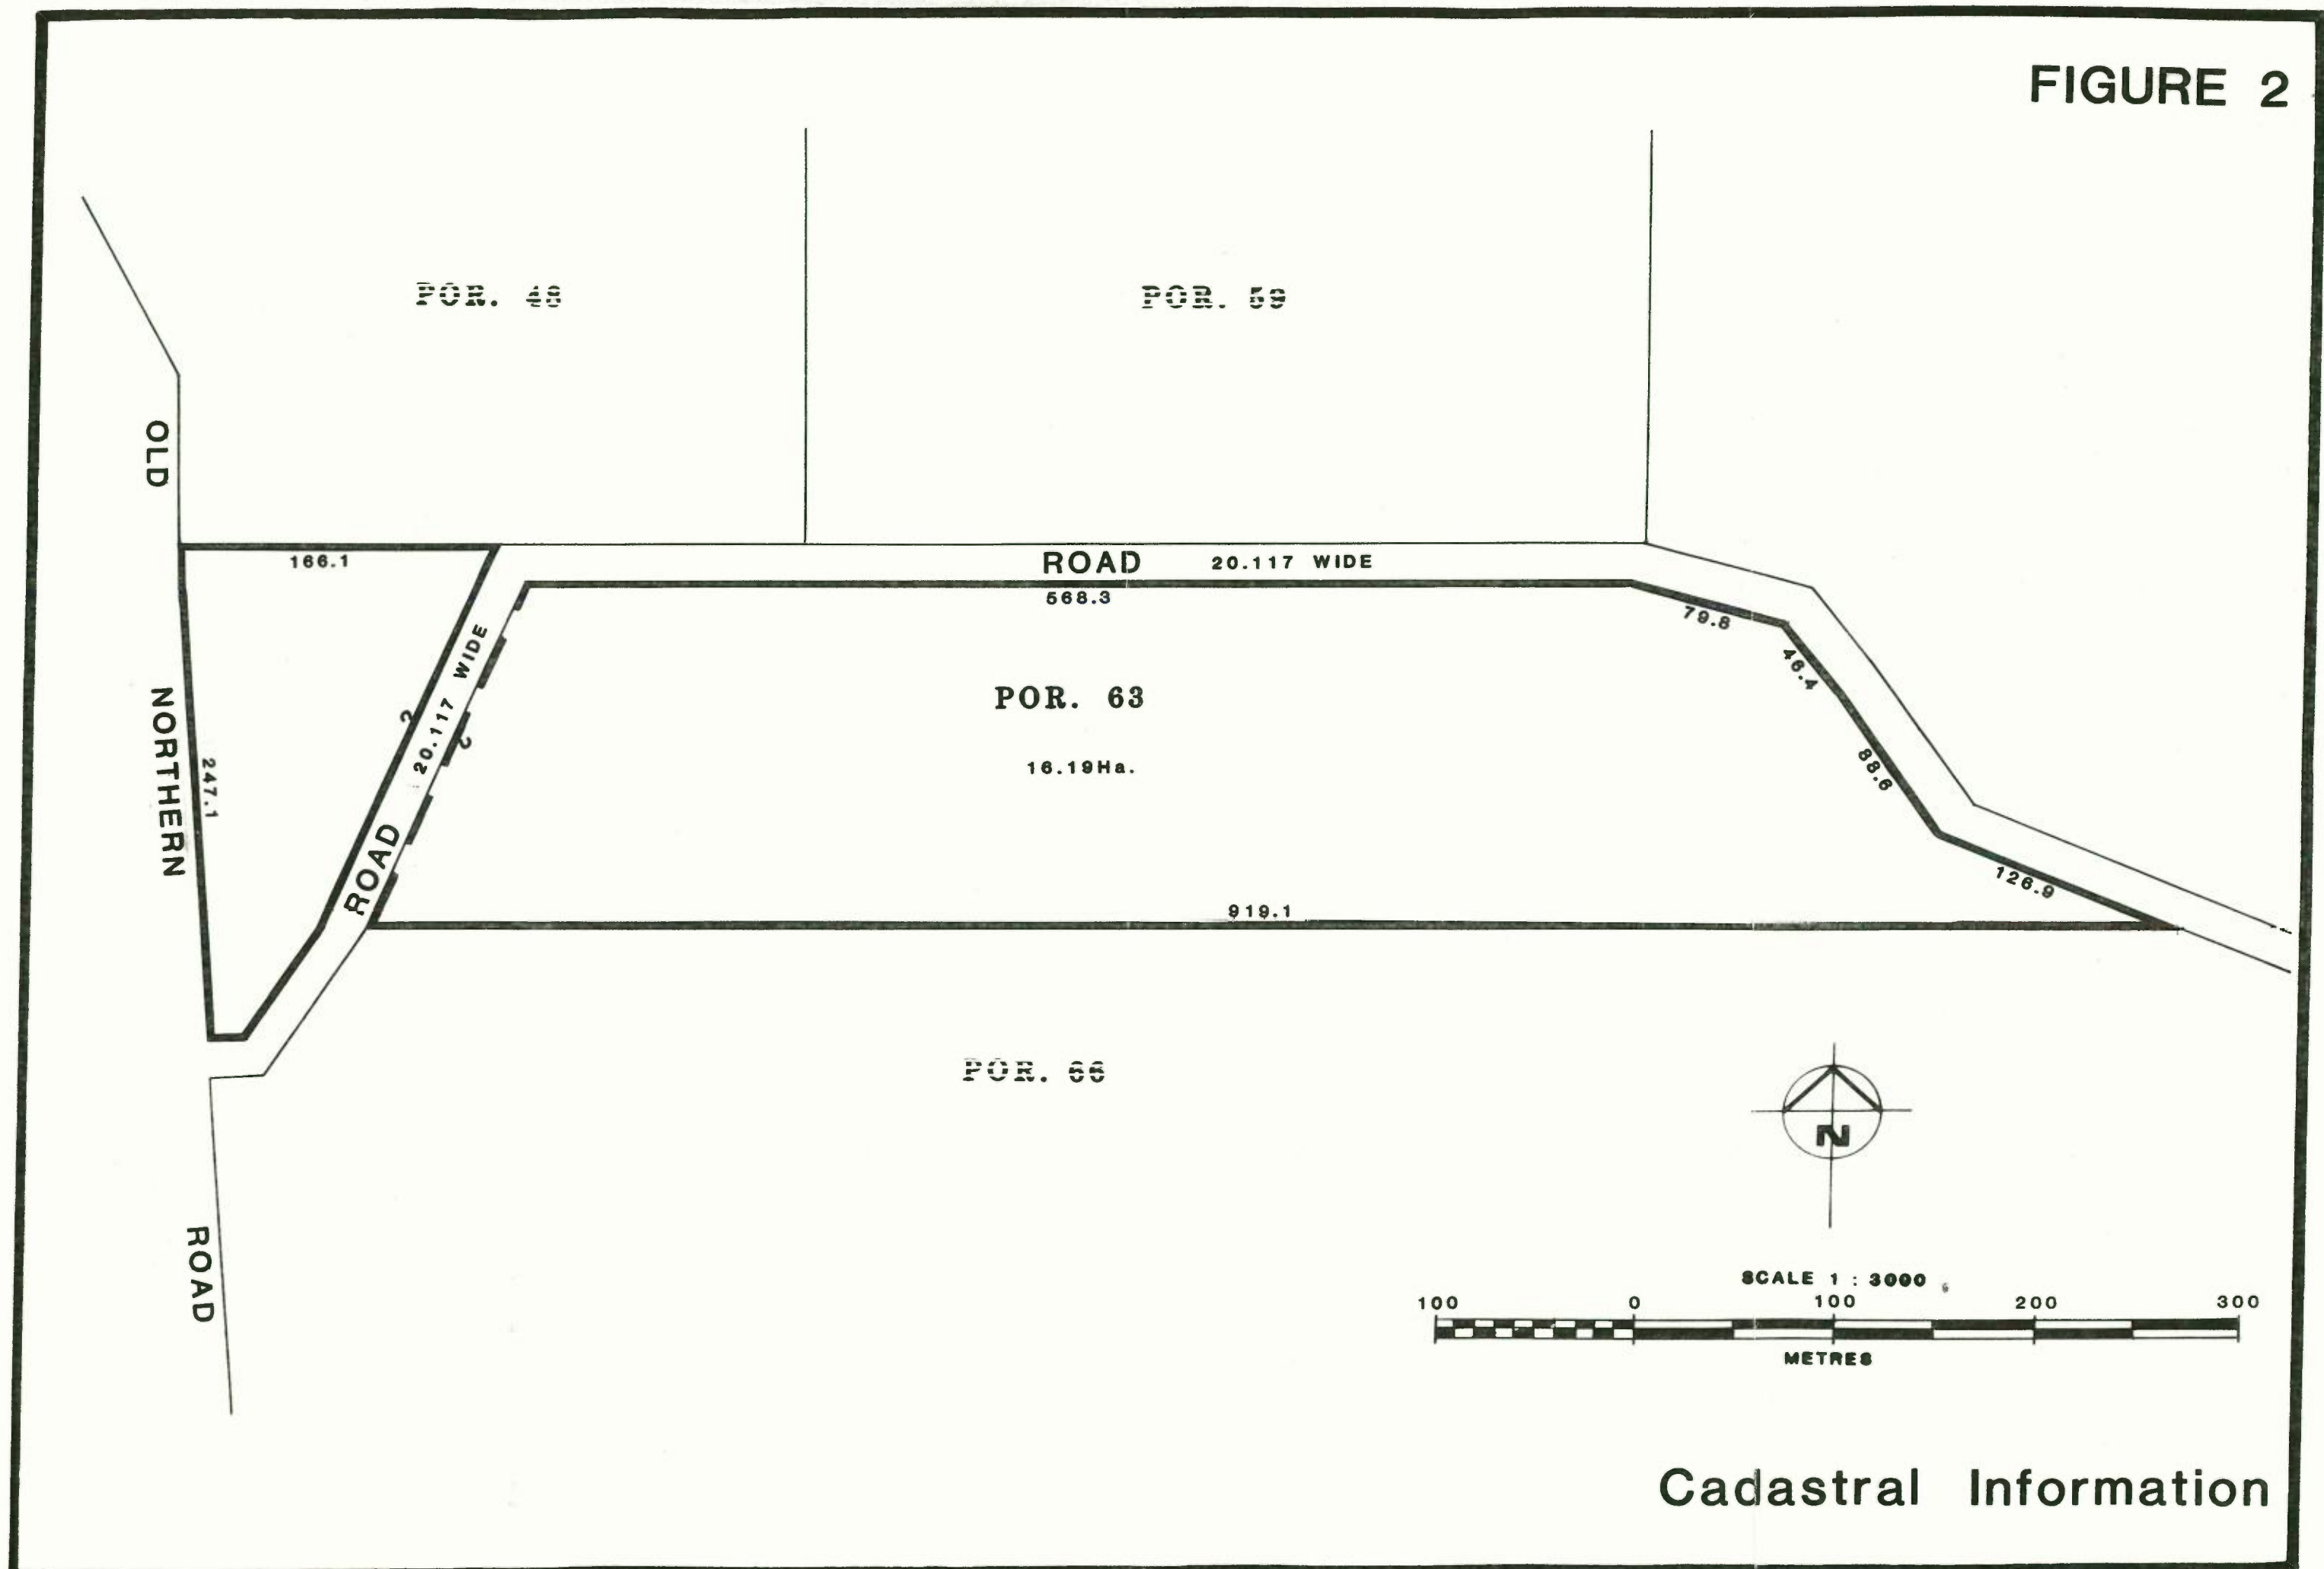 FIGURE 2
POR. 48
POR. 59
OLD
166.1
ROAD 20.117 WIDE
568.3
79.8
46.4
20.117 WIDE
?
?
NORTHERN
POR. 63
247.1
88.6
16.19Ha.
ROAD
126.9
919.1
POR. 66
N
ROAD
SCALE 1 : 3000
100 0 100 200 300
METRES
Cadastral Information